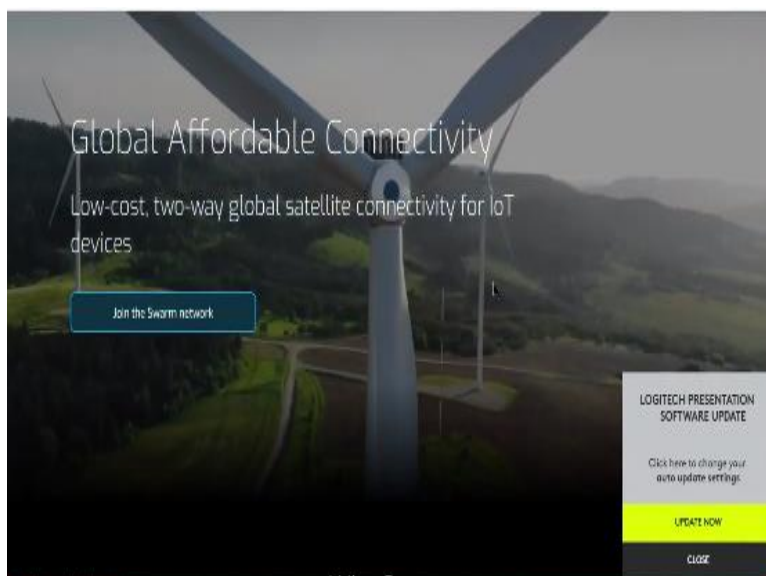 Global Affordable Connectivity
Low-cost, two-way global satellite connectivity for IoT
devices
Join the Swarm network
LOGITECH PRESENTATION
SOFTWARE UPDATE
Click here to change your
auto update settings
UPDATE NOW
CLOSE